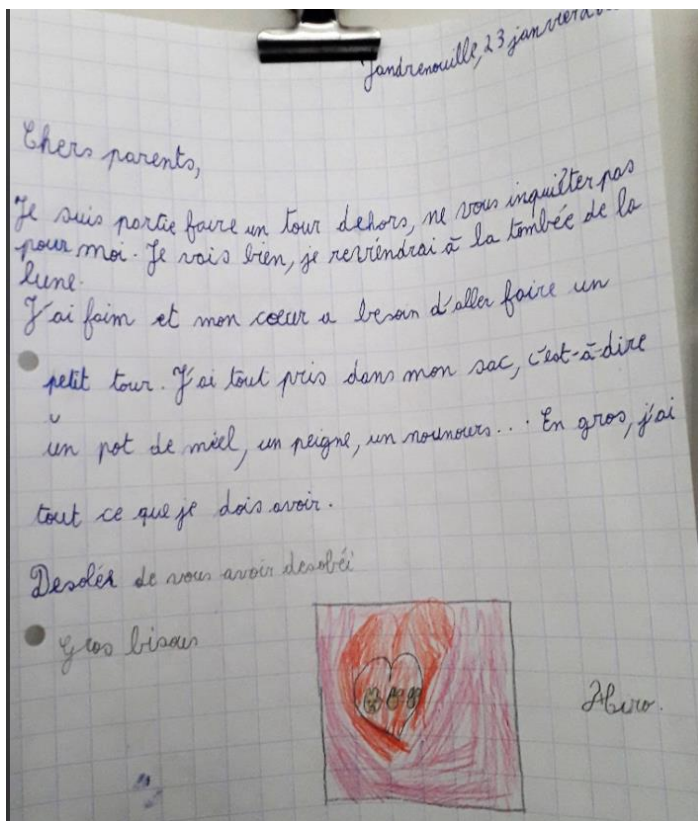 Jandrenouille, 23 janvier
Chers parents,
Je suis partie faire un tour dehors, ne vous inquilter pas
pour moi. Je vais bien, je reviendrai à la tombée de la
lune.
J'ai faim et mon coeur a besoin d'aller faire un
petit tour. J'ai tout pris dans mon sac, c'est-à-dire
un pot de miel, un peigne, un nounours... En gros, j'ai
tout ce que je dois avoir.
Desolér de vous avoir desobéi
Gros bisous